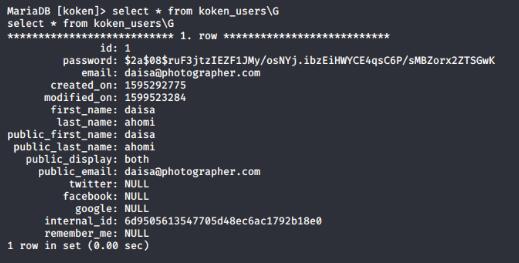 MariaDB [koken]> select * from koken_users\G
select * from koken_users\G
*************************** 1. row ***************************
id: 1
password: $2a$08$ruF3jtzIEZF1JMy/osNYj.ibzEiHWYCE4qsC6P/sMBZorx2ZTSGwK
email: daisa@photographer.com
created_on: 1595292775
modified_on: 1599523284
first_name: daisa
last_name: ahomi
public_first_name: daisa
public_last_name: ahomi
public_display: both
public_email: daisa@photographer.com
twitter: NULL
facebook: NULL
google: NULL
internal_id: 6d9505613547705d48ec6ac1792b18e0
remember_me: NULL
1 row in set (0.00 sec)